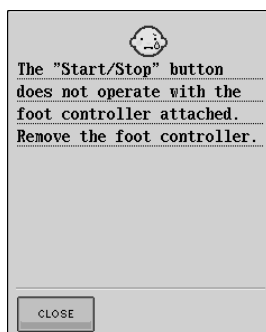 The "Start/Stop" button
does not operate with the
foot controller attached.
Remove the foot controller.
CLOSE